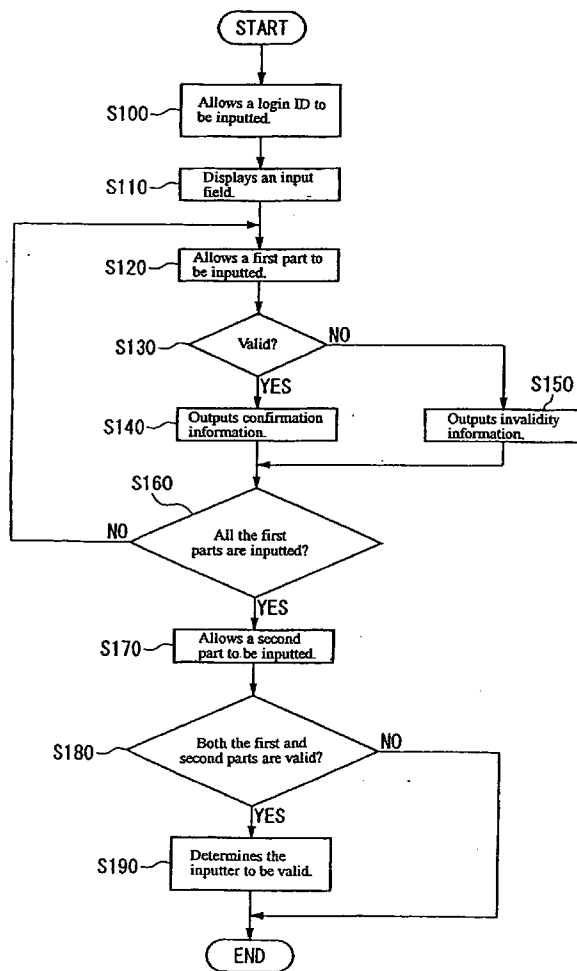 START
S100
Allows a login ID to
be inputted.
S110
Displays an input
field.
S120
Allows a first part to
be inputted.
S130
Valid?
NO
YES
S140
Outputs confirmation
information.
S150
Outputs invalidity
information.
S160
All the first
parts are inputted?
NO
YES
S170
Allows a second
part to be inputted.
S180
Both the first and
second parts are valid?
NO
YES
S190
Determines the
inputter to be valid.
END